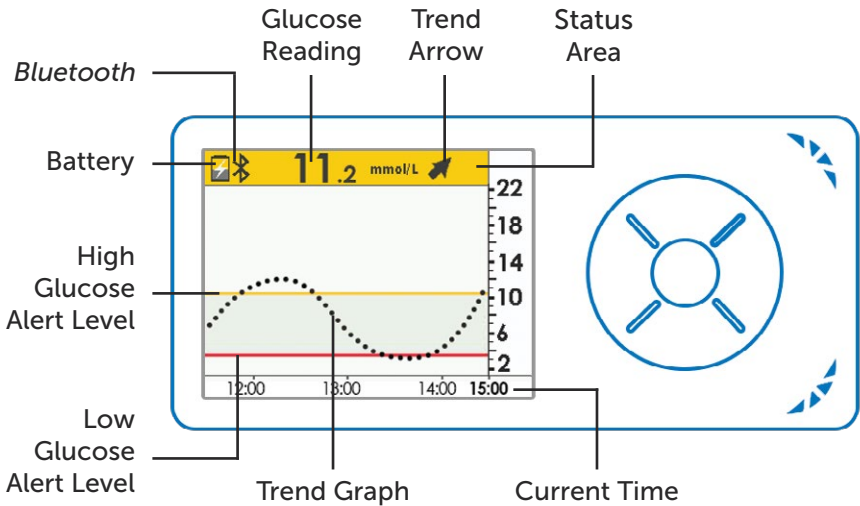 Glucose
Reading
Trend
Arrow
Status
Area
Bluetooth
Battery
11.2 mmol/L
22
18
14
10
6
2
High
Glucose
Alert Level
12:00 13:00 14:00 15:00
Low
Glucose
Alert Level
Trend Graph
Current Time